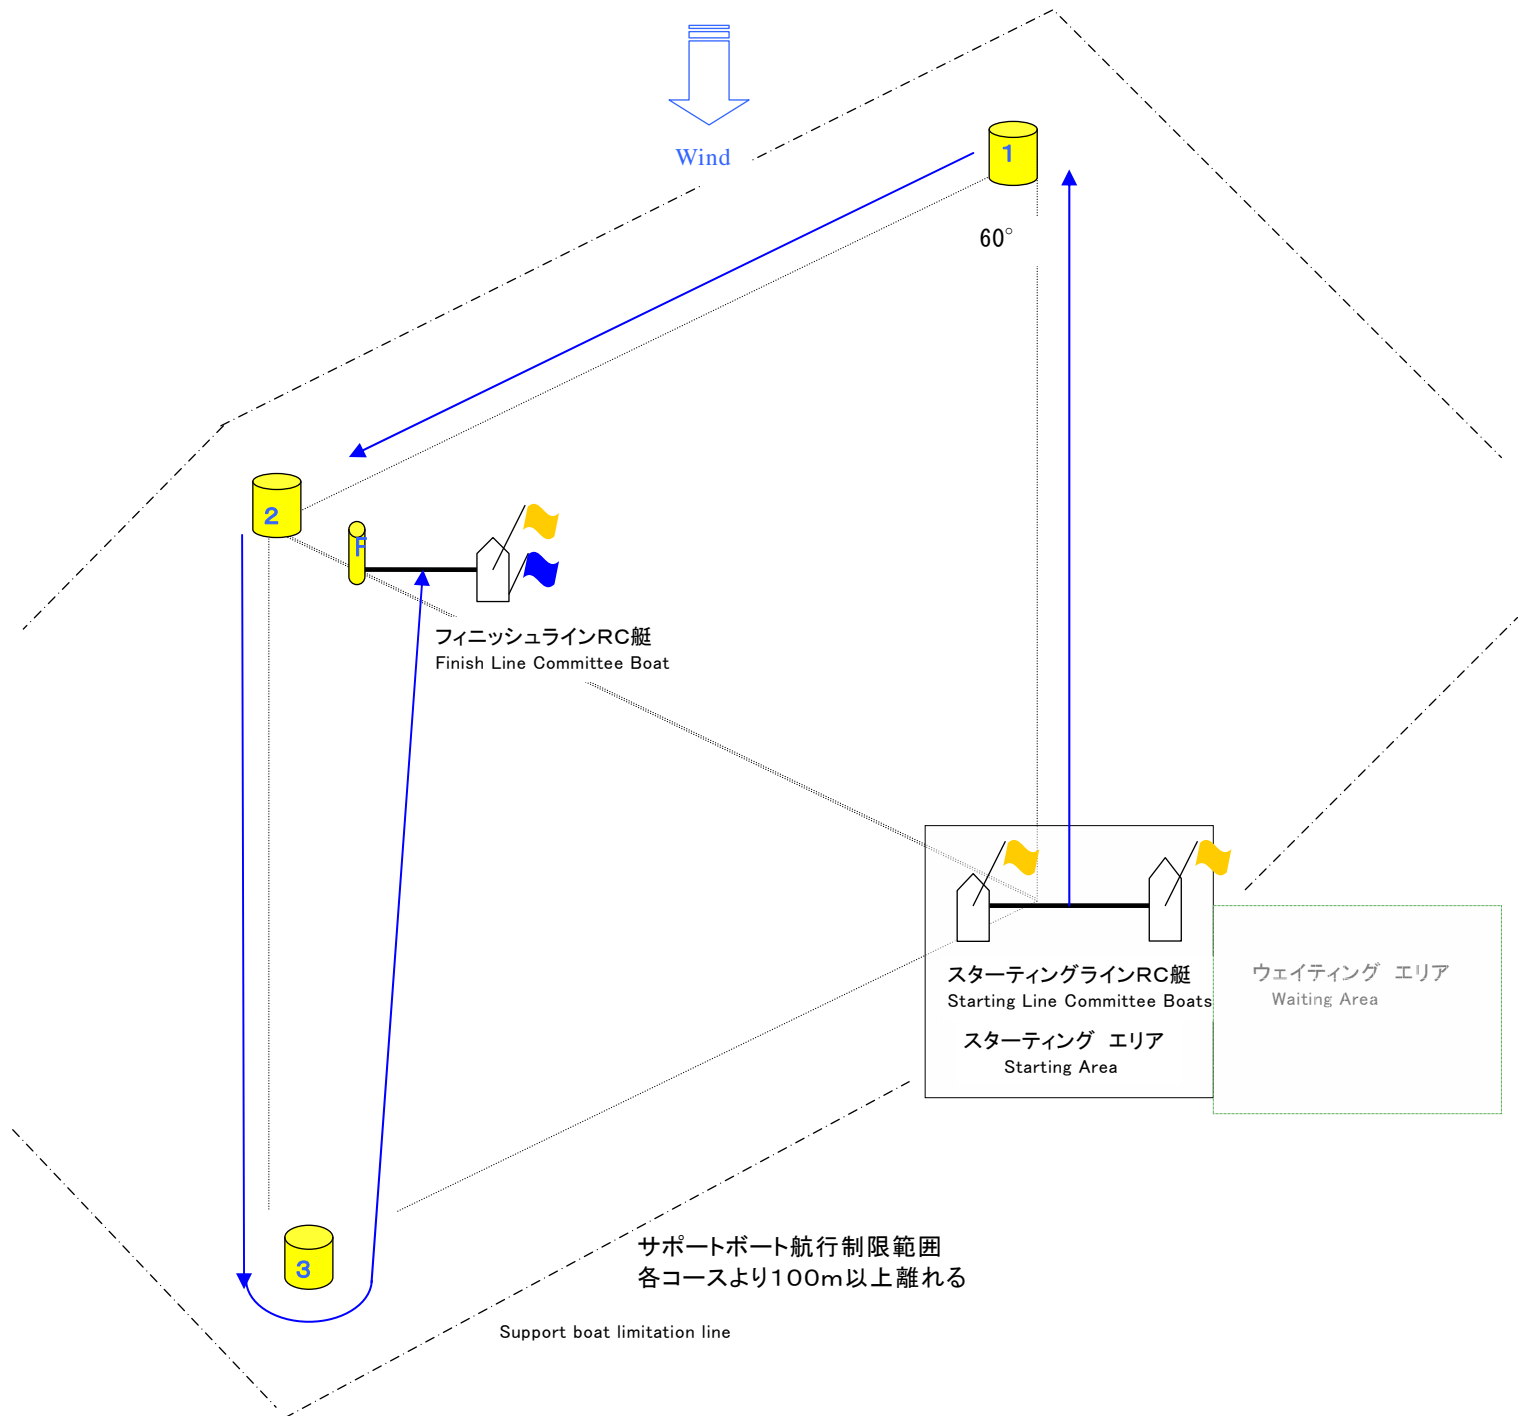 Wind
1
60°
2
F
フィニッシュラインRC艇
Finish Line Committee Boat
スターティングラインRC艇
Starting Line Committee Boats
スターティング エリア
Starting Area
ウェイティング エリア
Waiting Area
3
サポートボート航行制限範囲
各コースより100m以上離れる
Support boat limitation line